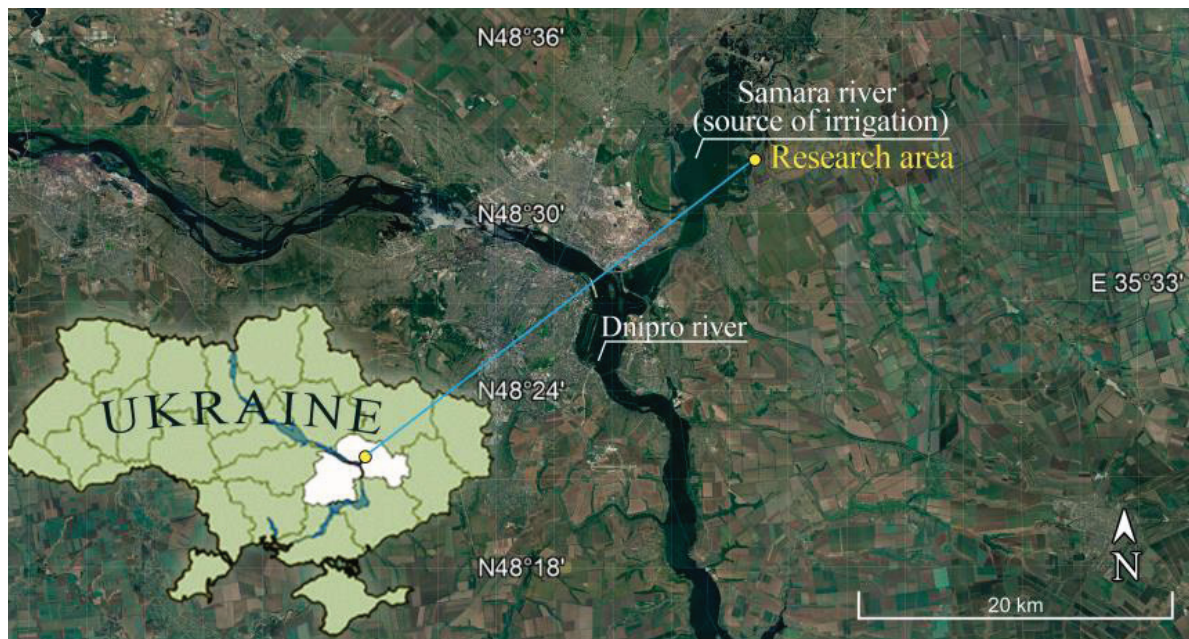 N48°36'
Samara river
(source of irrigation)
Research area
N48°30'
E 35°33'
Dnipro river
N48°24'
UKRAINE
N48°18'
N
20 km